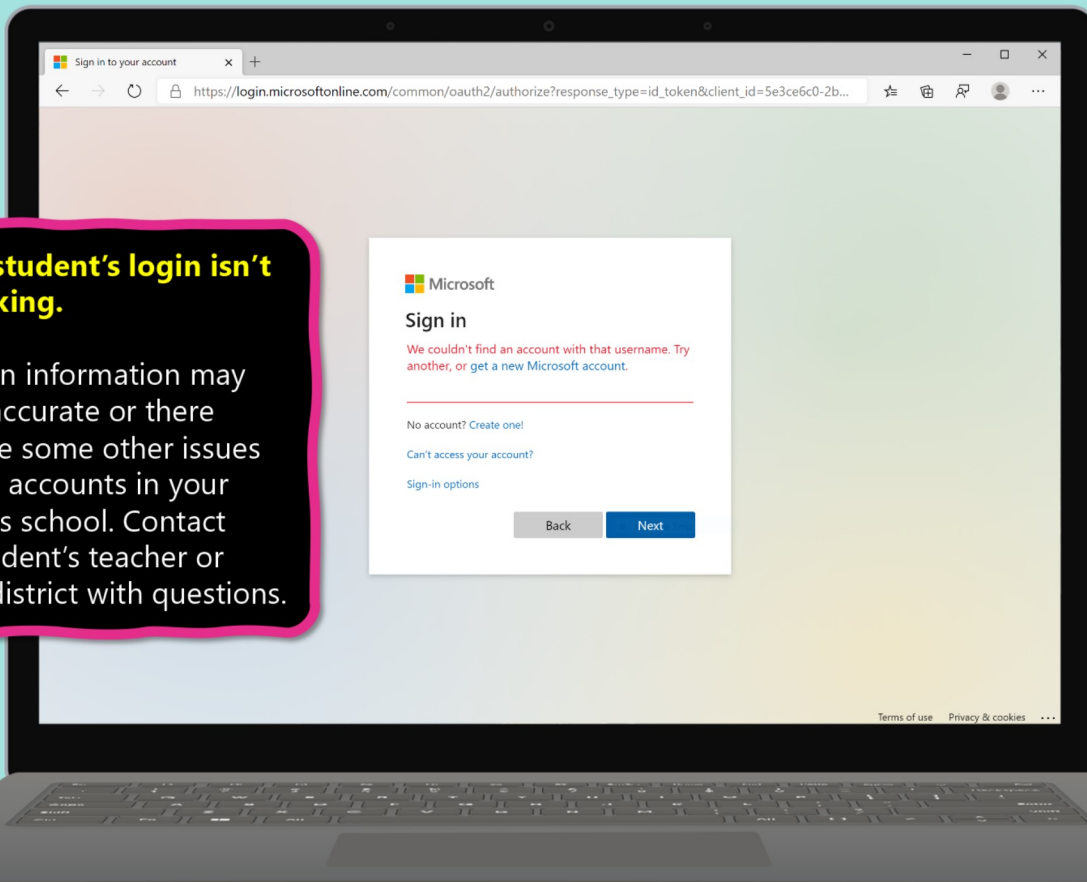 Sign in to your account
https://login.microsoftonline.com/common/oauth2/authorize?response_type=id_token&client_id=5e3ce6c0-2b...
student's login isn't
king.
n information may
accurate or there
e some other issues
accounts in your
s school. Contact
dent's teacher or
district with questions.
Microsoft
Sign in
We couldn't find an account with that username. Try
another, or get a new Microsoft account.
No account? Create one!
Can't access your account?
Sign-in options
Back Next
Terms of use Privacy & cookies ...